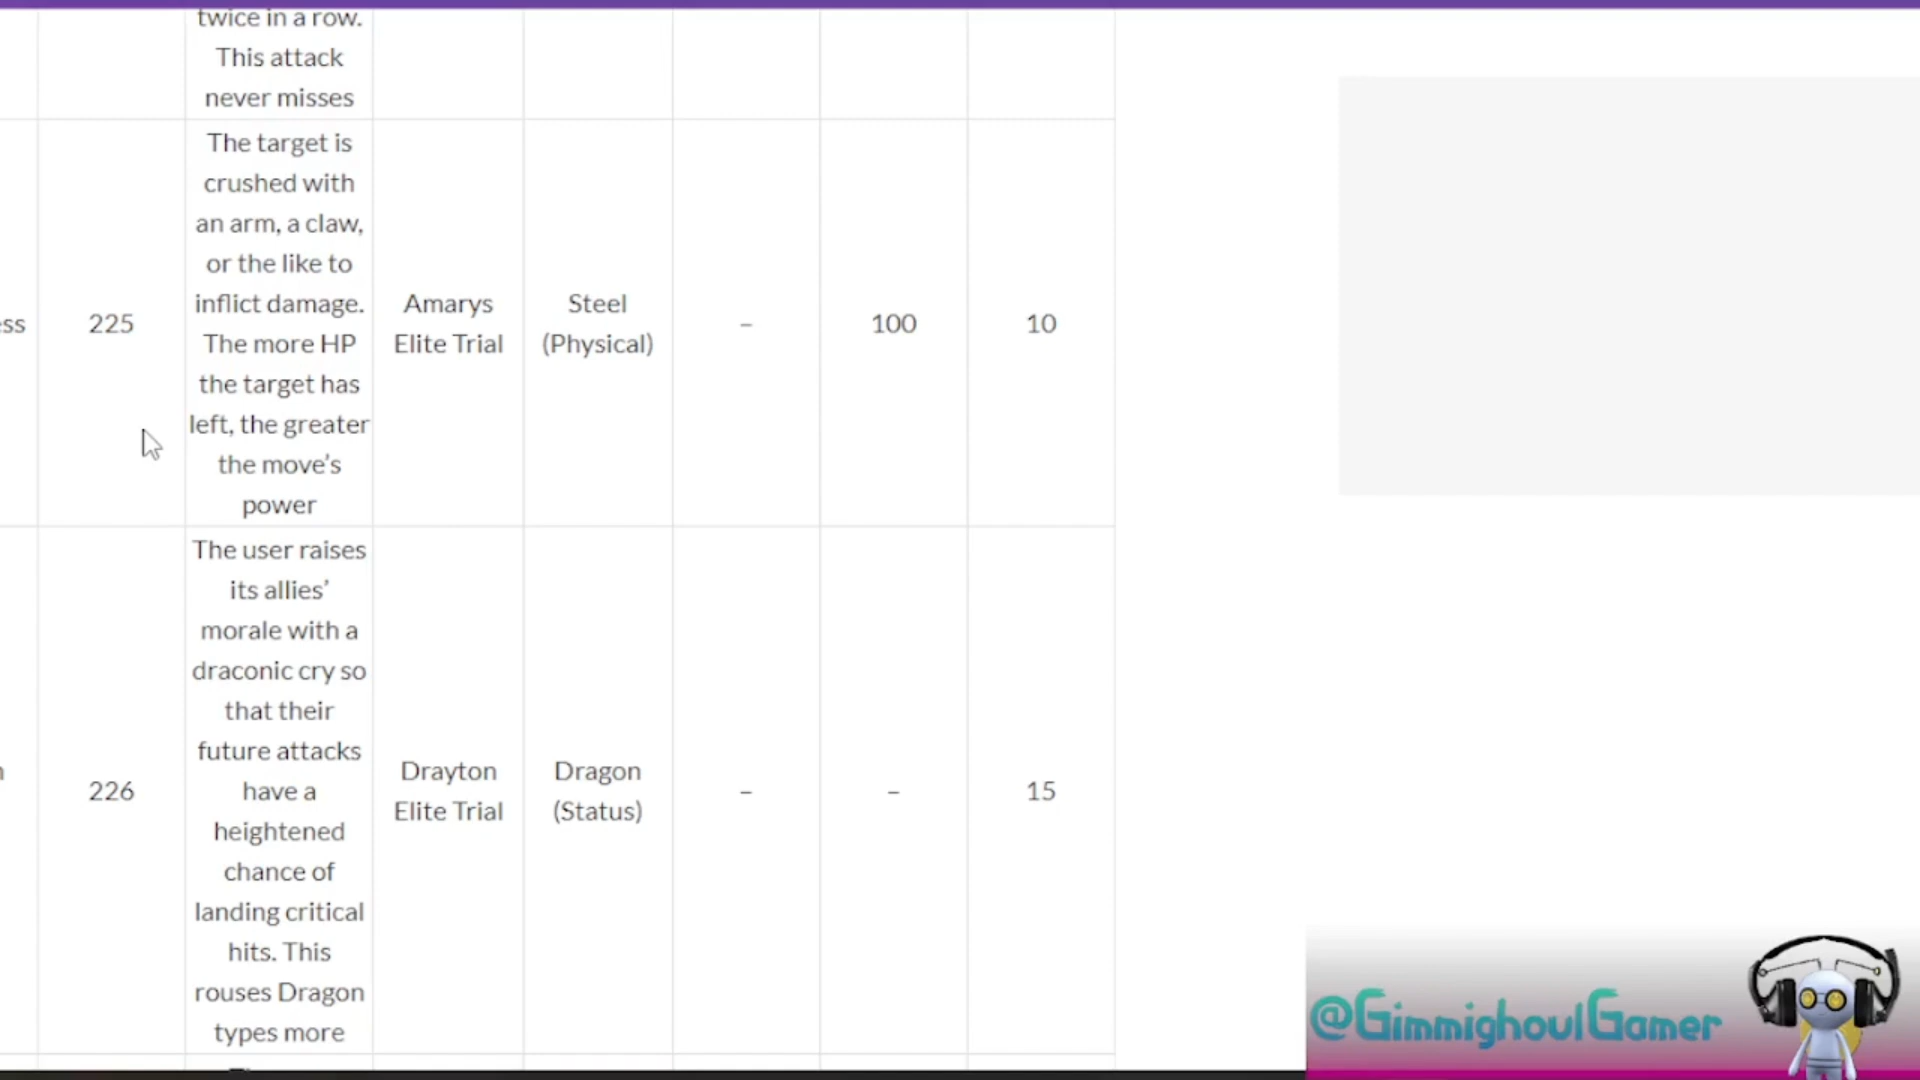 twice in a row.
This attack
never misses
ess
225
The target is
crushed with
an arm, a claw,
or the like to
inflict damage.
The more HP
the target has
left, the greater
the move's
power
Amarys
Elite Trial
Steel
(Physical)
–
100
10
226
The user raises
its allies’
morale with a
draconic cry so
that their
future attacks
have a
heightened
chance of
landing critical
hits. This
rouses Dragon
types more
Drayton
Elite Trial
Dragon
(Status)
–
–
15
@GimmighoulGamer